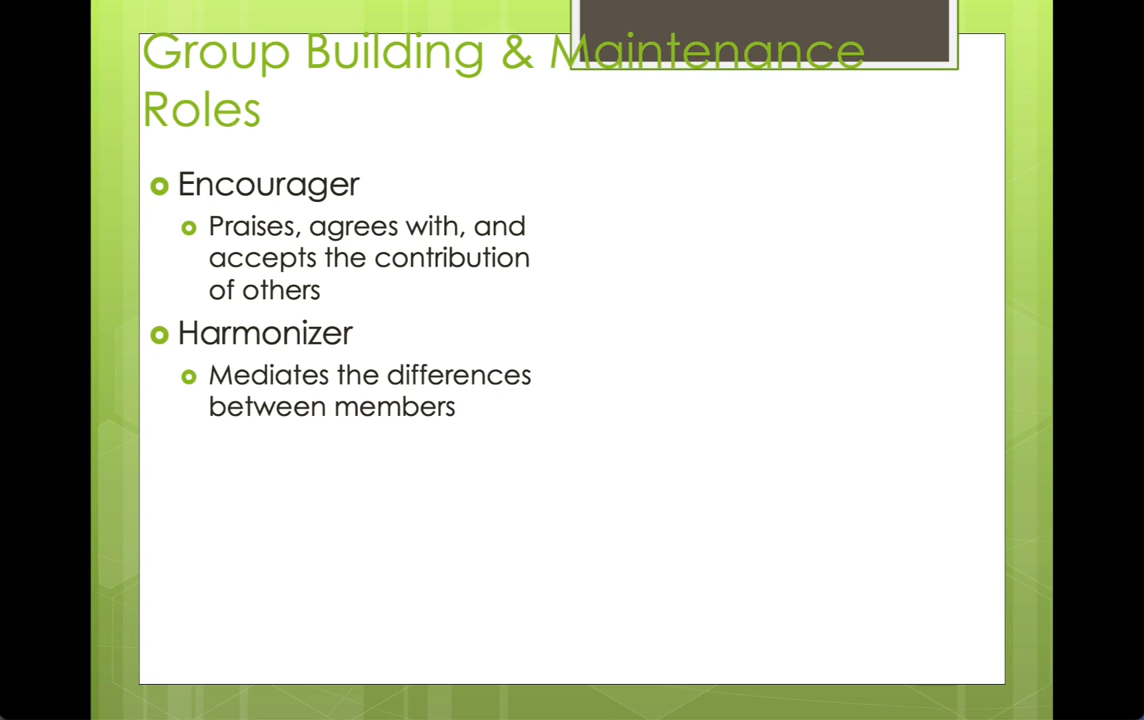 Group Building & Maintenance
Roles
Encourager
Praises, agrees with, and
accepts the contribution
of others
Harmonizer
Mediates the differences
between members